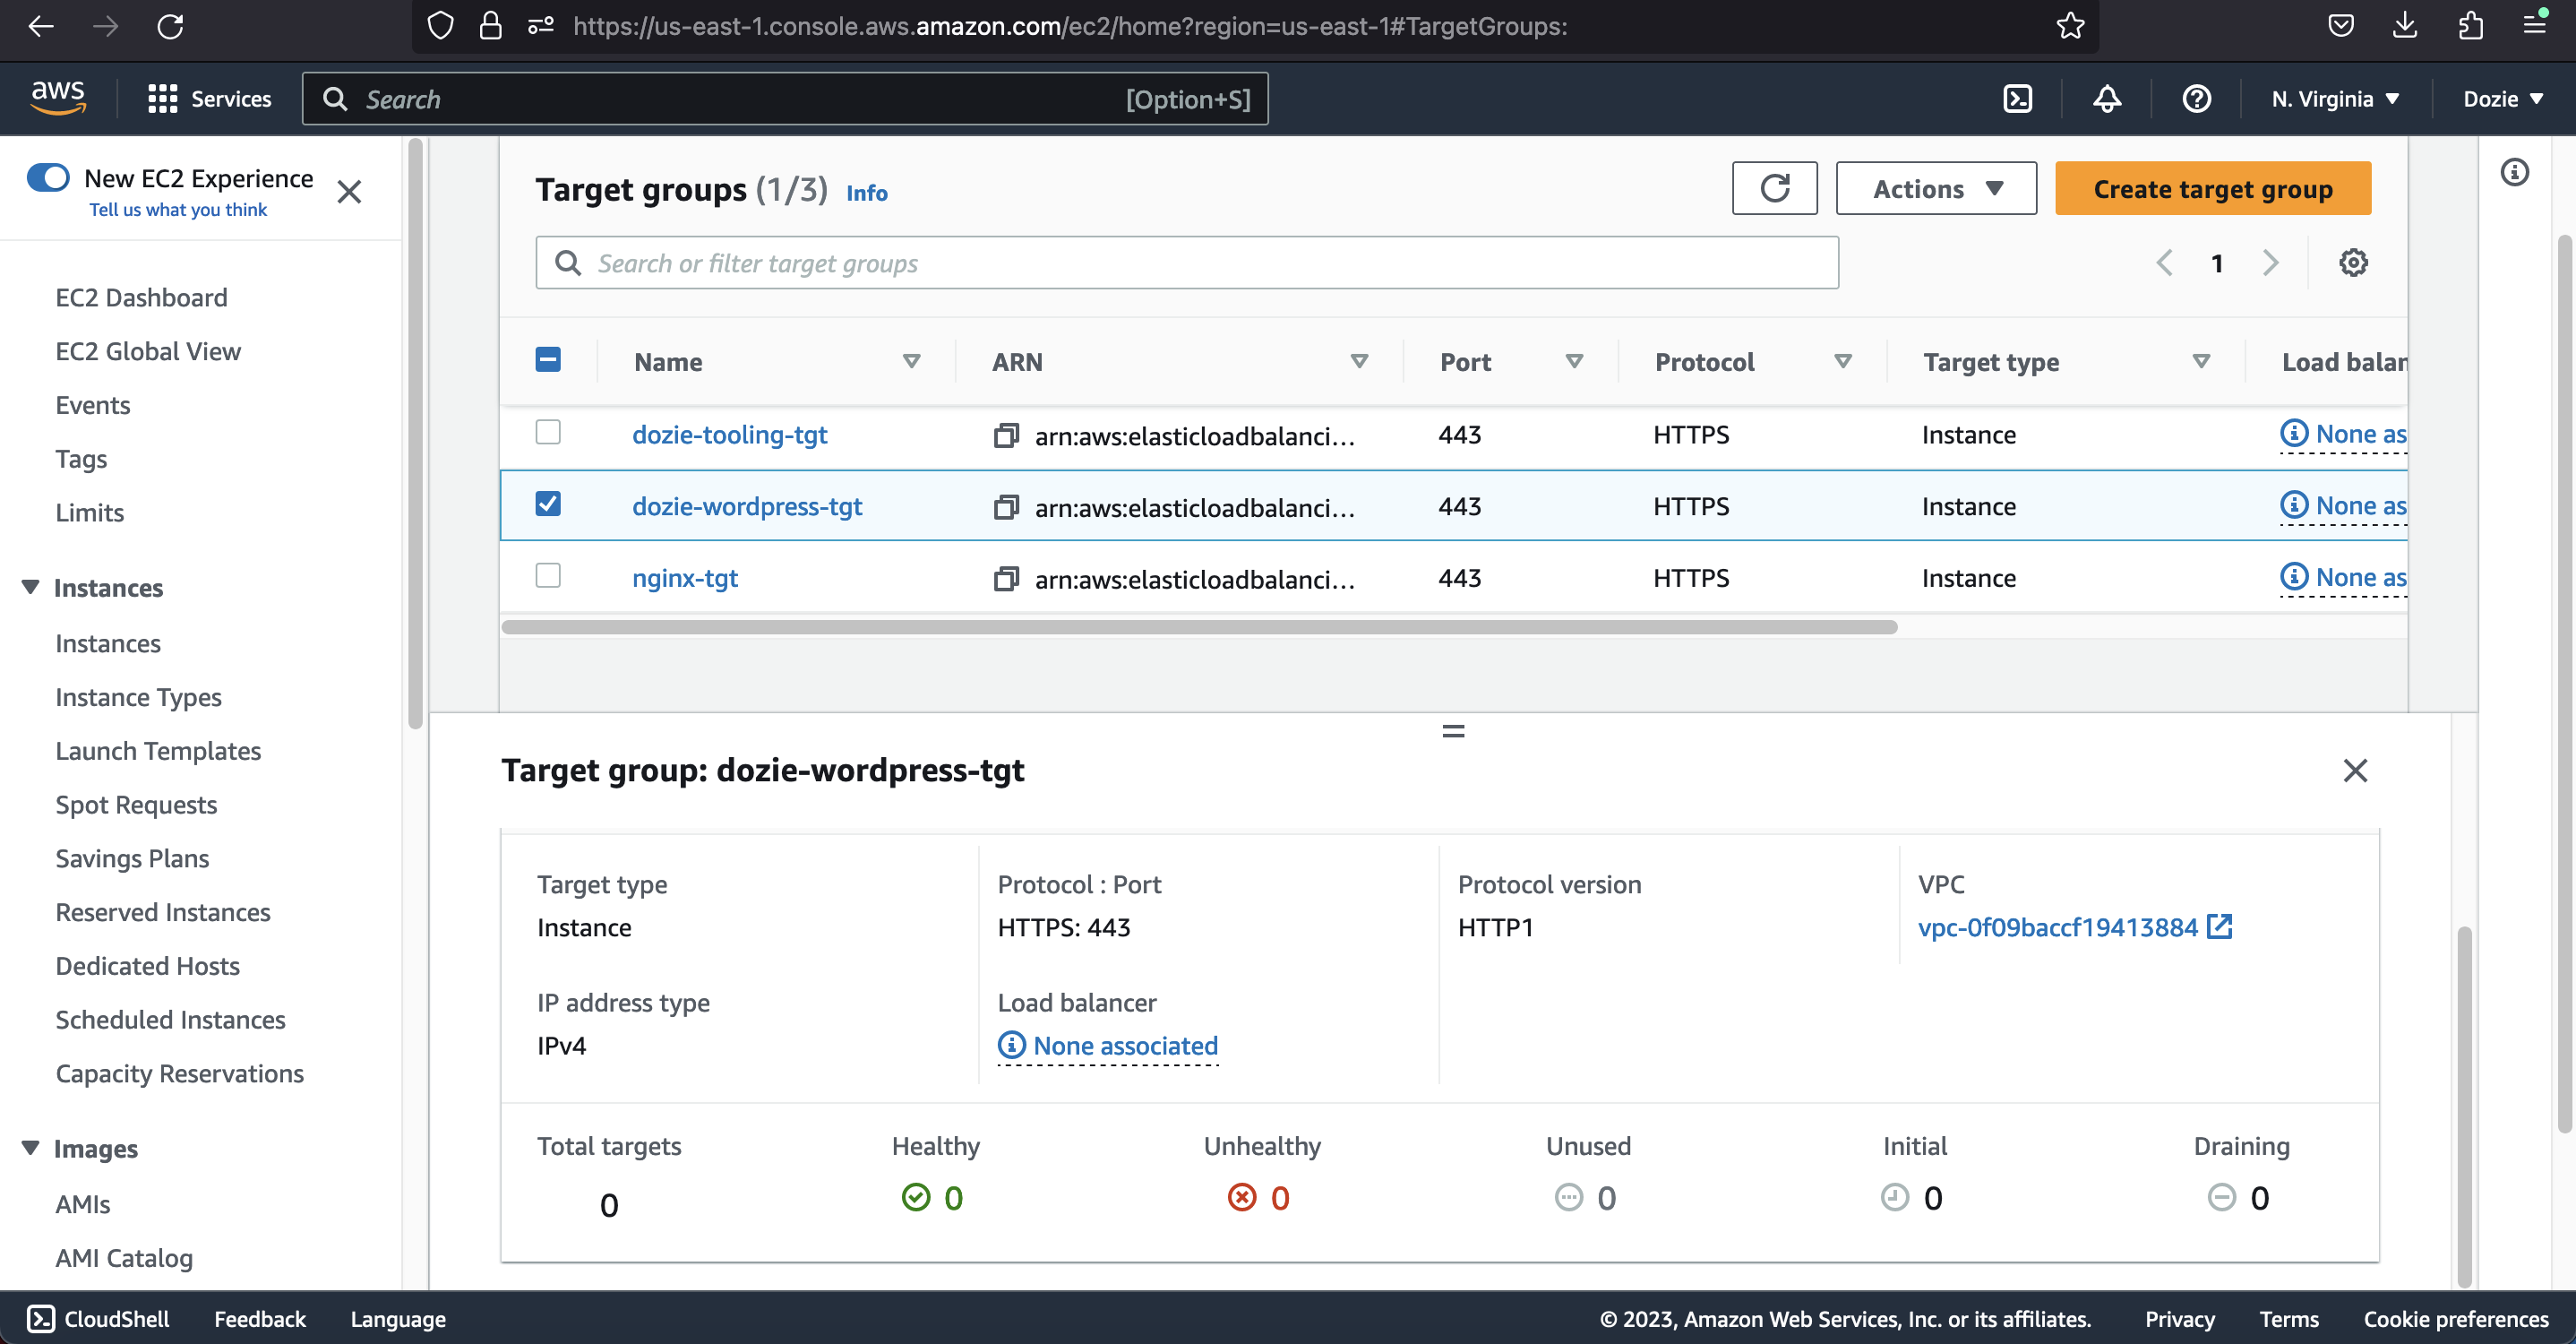 https://us-east-1.console.aws.amazon.com/ec2/home?region=us-east-1#TargetGroups:
aws Services Search [Option+S] N. Virginia Dozie
New EC2 Experience
Tell us what you think
EC2 Dashboard
EC2 Global View
Events
Tags
Limits
Instances
Instances
Instance Types
Launch Templates
Spot Requests
Savings Plans
Reserved Instances
Dedicated Hosts
Scheduled Instances
Capacity Reservations
Images
AMIs
AMI Catalog
Target groups (1/3) Info Actions Create target group
Search or filter target groups 1
Name ARN Port Protocol Target type Load balan
dozie-tooling-tgt arn:aws:elasticloadbalanci... 443 HTTPS Instance None as
dozie-wordpress-tgt arn:aws:elasticloadbalanci... 443 HTTPS Instance None as
nginx-tgt arn:aws:elasticloadbalanci... 443 HTTPS Instance None as
Target group: dozie-wordpress-tgt
Target type Protocol : Port Protocol version VPC
Instance HTTPS: 443 HTTP1 vpc-0f09baccf19413884
IP address type Load balancer
IPv4 None associated
Total targets Healthy Unhealthy Unused Initial Draining
0 0 0 0 0 0
CloudShell Feedback Language © 2023, Amazon Web Services, Inc. or its affiliates. Privacy Terms Cookie preferences